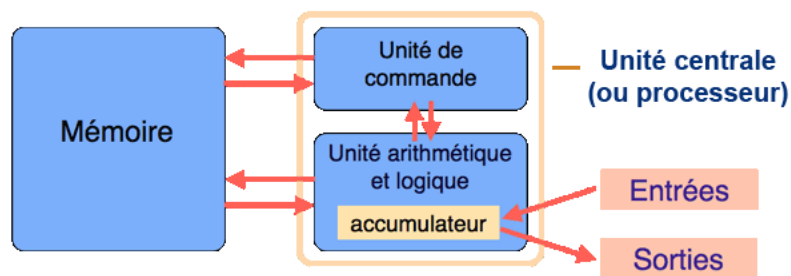 Mémoire
Unité de
commande
Unité centrale
(ou processeur)
Unité arithmétique
et logique
accumulateur
Entrées
Sorties